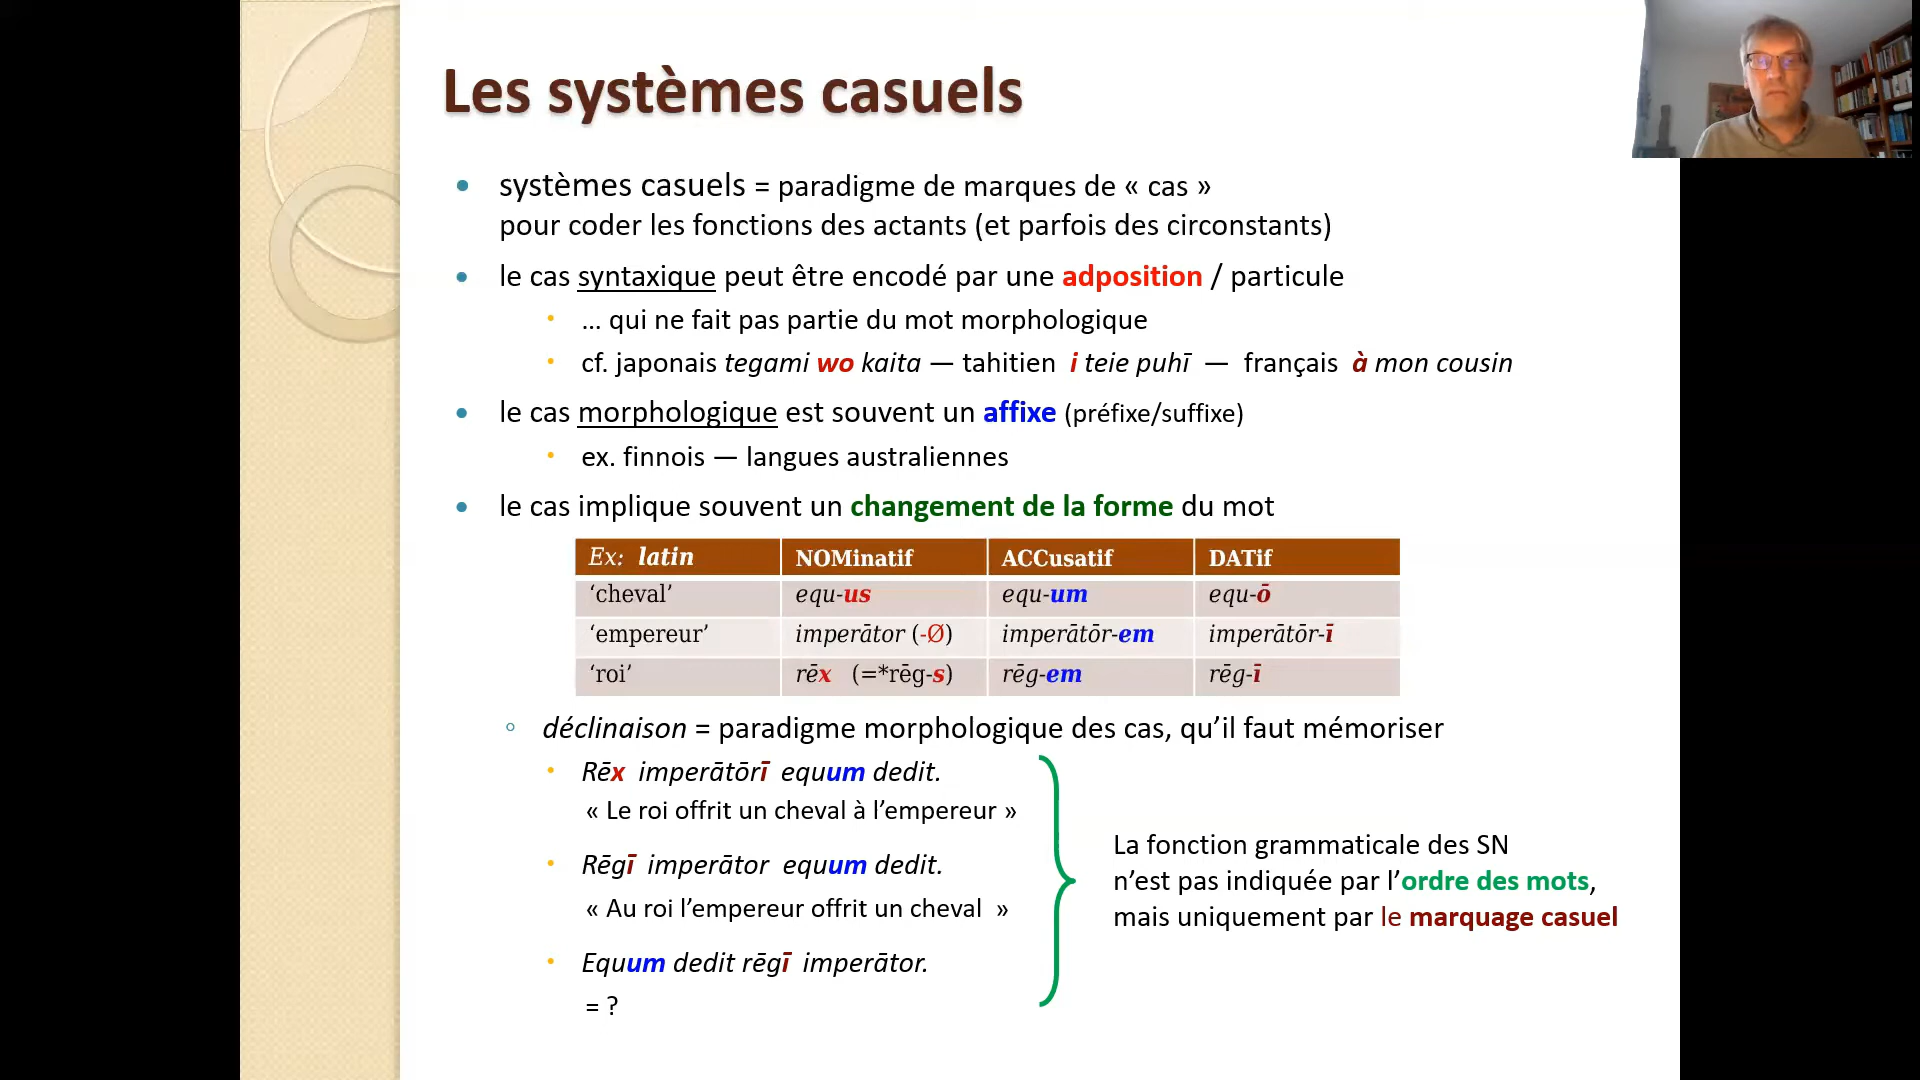 Les systèmes casuels
• systèmes casuels = paradigme de marques de « cas »
pour coder les fonctions des actants (et parfois des circonstants)
• le cas syntaxique peut être encodé par une adposition / particule
• … qui ne fait pas partie du mot morphologique
• cf. japonais tegami wo kaita — tahitien i teie puhī — français à mon cousin
• le cas morphologique est souvent un affixe (préfixe/suffixe)
• ex. finnois — langues australiennes
• le cas implique souvent un changement de la forme du mot
Ex: latin NOMinatif ACCusatif DATif
‘cheval’ equ-us equ-um equ-ō
‘empereur’ imperātor (-Ø) imperātōr-em imperātōr-ī
‘roi’ rēx (=*rēg-s) rēg-em rēg-ī
◦ déclinaison = paradigme morphologique des cas, qu’il faut mémoriser
• Rēx imperātōrī equum dedit.
« Le roi offrit un cheval à l’empereur »
• Rēgī imperātor equum dedit.
« Au roi l’empereur offrit un cheval »
• Equum dedit rēgī imperātor.
= ?
La fonction grammaticale des SN
n’est pas indiquée par l’ordre des mots,
mais uniquement par le marquage casuel